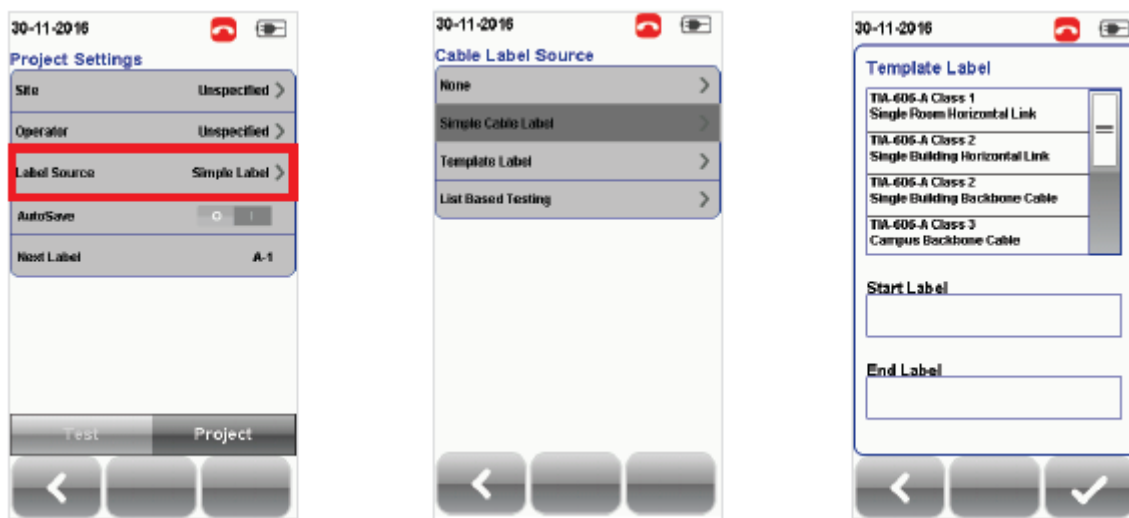 30-11-2016
Project Settings
Site Unspecified
Operator Unspecified
Label Source Simple Label
AutoSave O I
Next Label A-1
Test Project
30-11-2016
Cable Label Source
None
Simple Cable Label
Template Label
List Based Testing
30-11-2016
Template Label
TIA-606-A Class 1
Single Room Horizontal Link
TIA-606-A Class 2
Single Building Horizontal Link
TIA-606-A Class 2
Single Building Backbone Cable
TIA-606-A Class 3
Campus Backbone Cable
Start Label
End Label